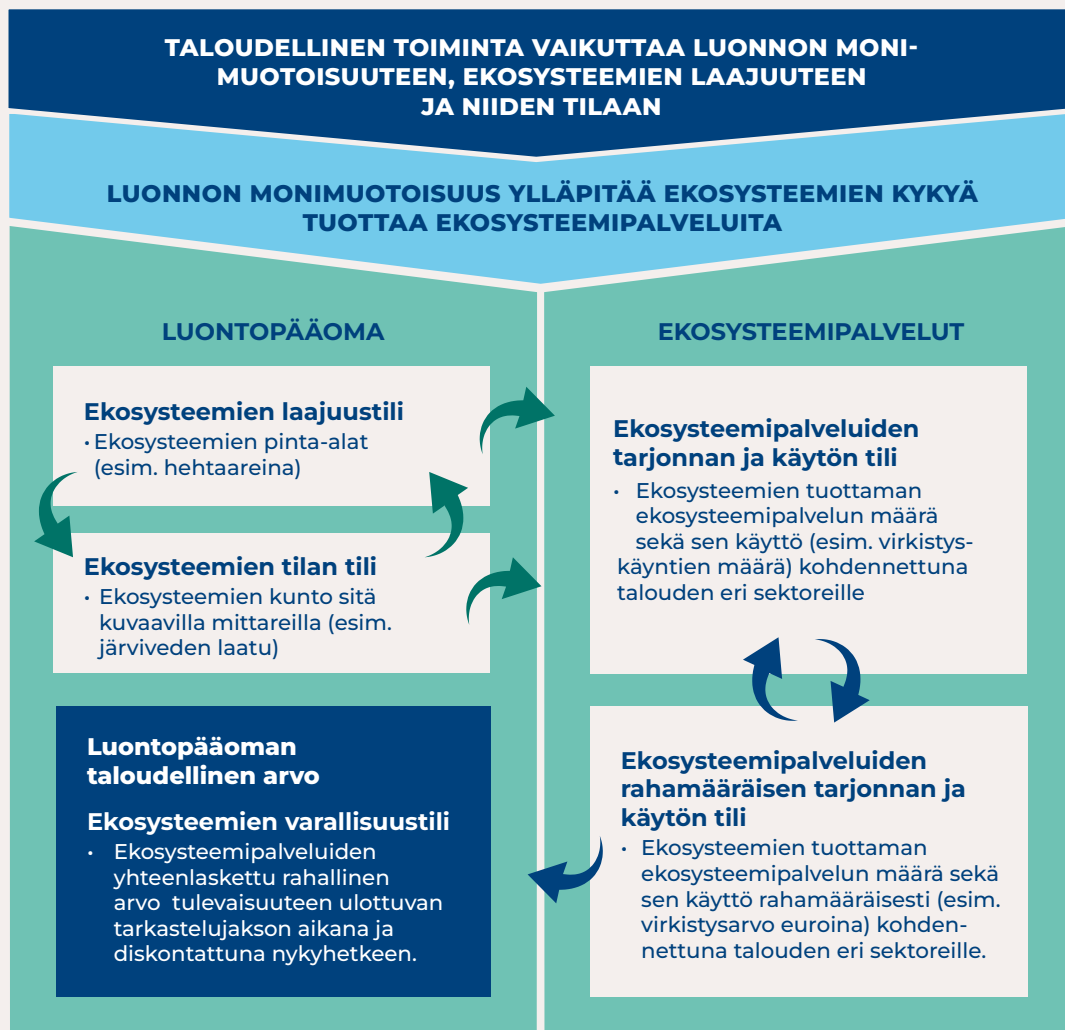 TALOUDELLINEN TOIMINTA VAIKUTTAA LUONNON MONI-
MUOTOISUUTEEN, EKOSYSTEEMIEN LAAJUUTEEN
JA NIIDEN TILAAN
LUONNON MONIMUOTOISUUS YLLÄPITÄÄ EKOSYSTEEMIEN KYKYÄ
TUOTTAA EKOSYSTEEMIPALVELUITA
LUONTOPÄÄOMA
Ekosysteemien laajuustili
• Ekosysteemien pinta-alat
(esim. hehtaareina)
Ekosysteemien tilan tili
• Ekosysteemien kunto sitä
kuvaavilla mittareilla (esim.
järviveden laatu)
Luontopääoman
taloudellinen arvo
Ekosysteemien varallisuustili
• Ekosysteemipalveluiden
yhteenlaskettu rahallinen
arvo tulevaisuuteen ulottuvan
tarkastelujakson aikana ja
diskontattuna nykyhetkeen.
EKOSYSTEEMIPALVELUT
Ekosysteemipalveluiden
tarjonnan ja käytön tili
• Ekosysteemien tuottaman
ekosysteemipalvelun määrä
sekä sen käyttö (esim. virkistys-
käyntien määrä) kohdennettuna
talouden eri sektoreille
Ekosysteemipalveluiden
rahamääräisen tarjonnan ja
käytön tili
• Ekosysteemien tuottaman
ekosysteemipalvelun määrä sekä
sen käyttö rahamääräisesti (esim.
virkistysarvo euroina) kohden-
nettuna talouden eri sektoreille.